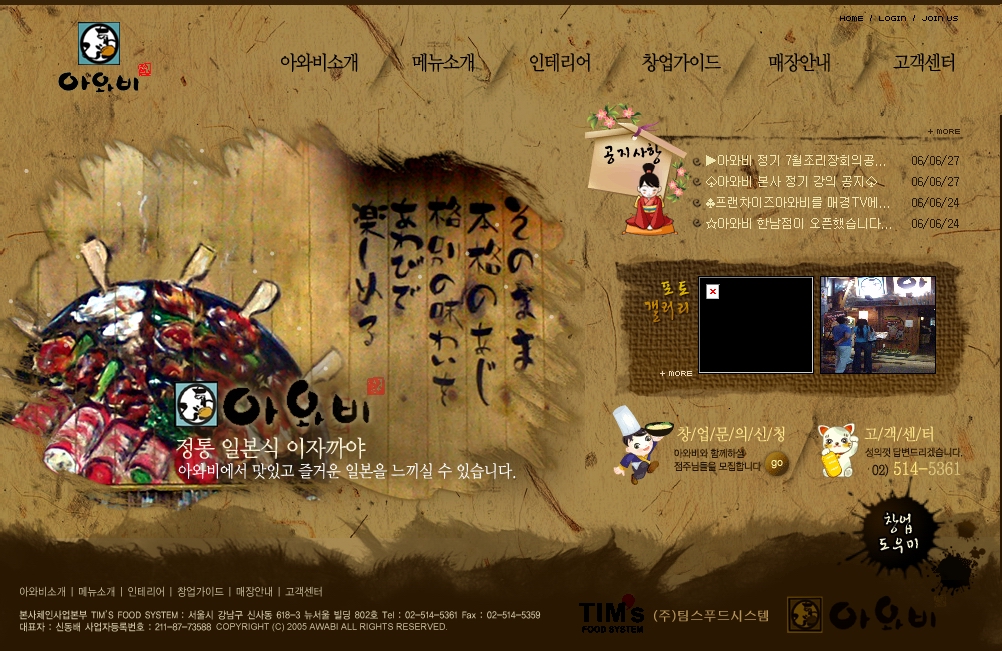 HOME / LOGIN / JOIN US
아와비
아와비소개 메뉴소개 인테리어 창업가이드 매장안내 고객센터
+ MORE
공지사항
▶아와비 정기 7월조리장회의공... 06/06/27
♤아와비 본사 정기 강의 공지♤ 06/06/27
♣프랜차이즈아와비를 매경TV에... 06/06/24
☆아와비 한남점이 오픈했습니다... 06/06/24
そのまま
本格のあじ
格別の味わいを
あわびで
楽しめる
포토
갤러리
+ MORE
아와비
정통 일본식 이자까야
아와비에서 맛있고 즐거운 일본을 느끼실 수 있습니다.
창/업/문/의/신/청
아와비와 함께하실
점주님들을 모집합니다
go
고/객/센/터
성의껏 답변드리겠습니다.
02) 514-5361
창업
도우미
아와비소개 | 메뉴소개 | 인테리어 | 창업가이드 | 매장안내 | 고객센터
본사체인사업본부 TIM'S FOOD SYSTEM : 서울시 강남구 신사동 618-3 뉴서울 빌딩 802호 Tel : 02-514-5361 Fax : 02-514-5359
대표자 : 신동배 사업자등록번호 : 211-87-73588 COPYRIGHT (C) 2005 AWABI ALL RIGHTS RESERVED.
TIM's
FOOD SYSTEM
(주)팀스푸드시스템
아와비